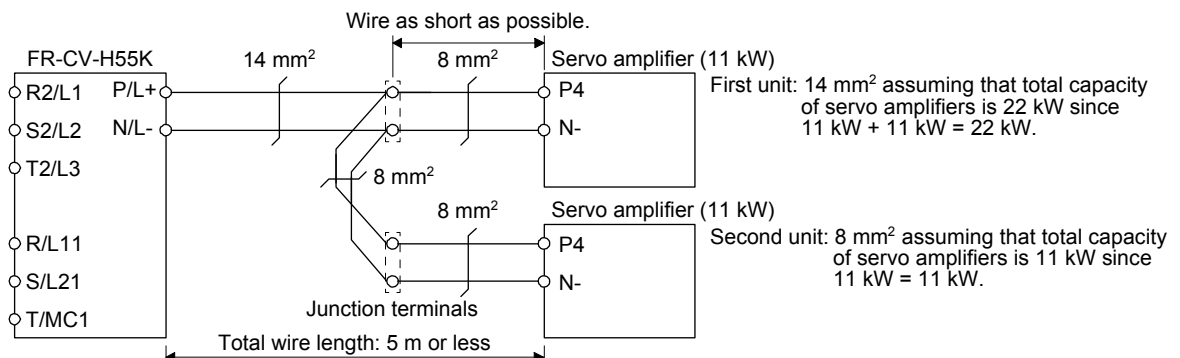 Wire as short as possible.
FR-CV-H55K
14 mm²
8 mm²
Servo amplifier (11 kW)
R2/L1
P/L+
P4
First unit: 14 mm² assuming that total capacity
of servo amplifiers is 22 kW since
11 kW + 11 kW = 22 kW.
S2/L2
N/L-
N-
T2/L3
8 mm²
8 mm²
Servo amplifier (11 kW)
R/L11
P4
Second unit: 8 mm² assuming that total capacity
of servo amplifiers is 11 kW since
11 kW = 11 kW.
S/L21
N-
Junction terminals
T/MC1
Total wire length: 5 m or less